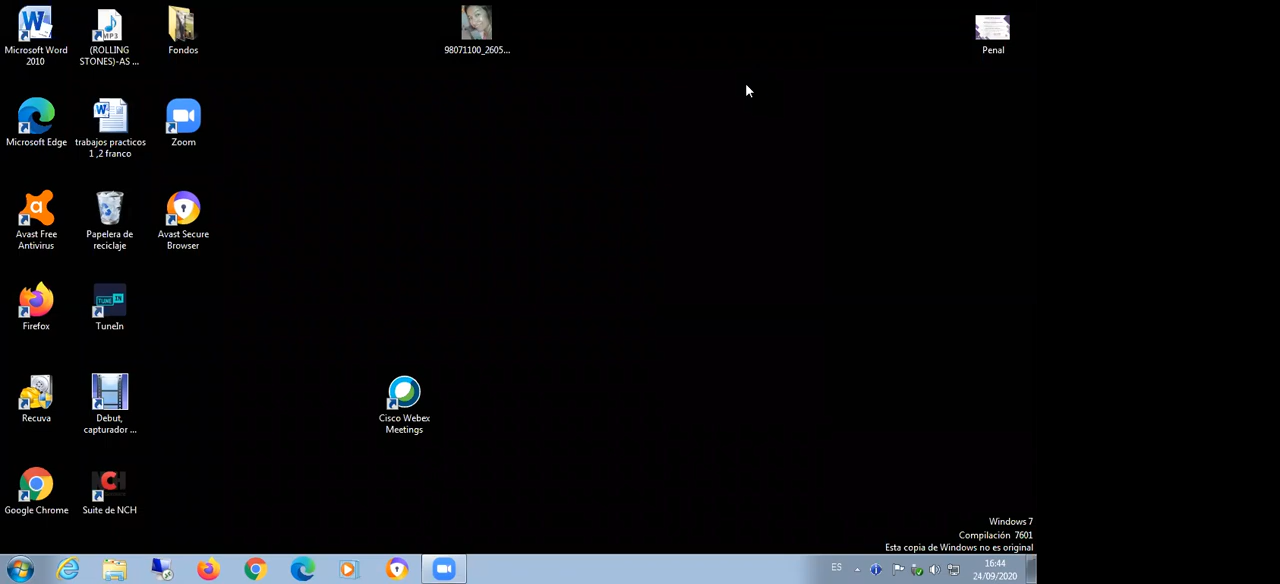 Microsoft Word
2010
(ROLLING
STONES)-AS ...
Fondos
98071100_2605...
Penal
Microsoft Edge
trabajos practicos
1 ,2 franco
Zoom
Avast Free
Antivirus
Papelera de
reciclaje
Avast Secure
Browser
Firefox
TUNE IN
TuneIn
Recuva
Debut,
capturador ...
Cisco Webex
Meetings
Google Chrome
Suite de NCH
Windows 7
Compilación 7601
Esta copia de Windows no es original
ES
16:44
24/09/2020